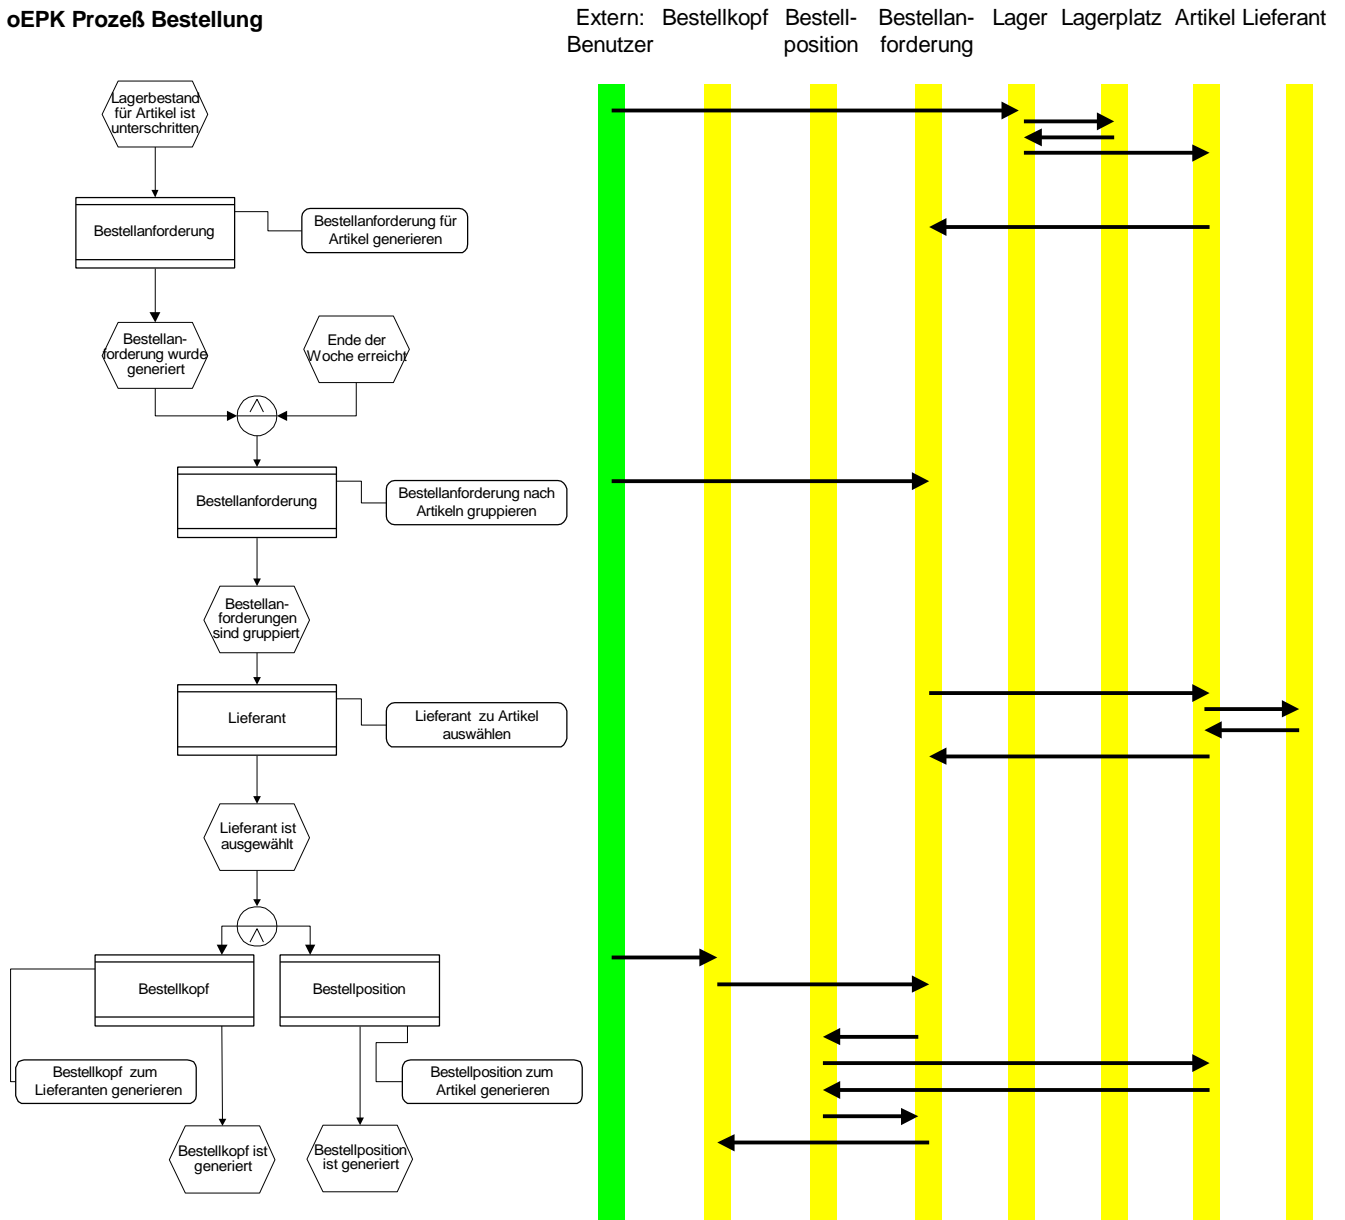 oEPK Prozeß Bestellung
Extern:
Benutzer
Bestellkopf
Bestell-
position
Bestellan-
forderung
Lager
Lagerplatz
Artikel
Lieferant
Lagerbestand
für Artikel ist
unterschritten
Bestellanforderung
Bestellanforderung für
Artikel generieren
Bestellan-
forderung wurde
generiert
Ende der
Woche erreicht
Bestellanforderung
Bestellanforderung nach
Artikeln gruppieren
Bestellan-
forderungen
sind gruppiert
Lieferant
Lieferant zu Artikel
auswählen
Lieferant ist
ausgewählt
Bestellkopf
Bestellposition
Bestellkopf zum
Lieferanten generieren
Bestellposition zum
Artikel generieren
Bestellkopf ist
generiert
Bestellposition
ist generiert